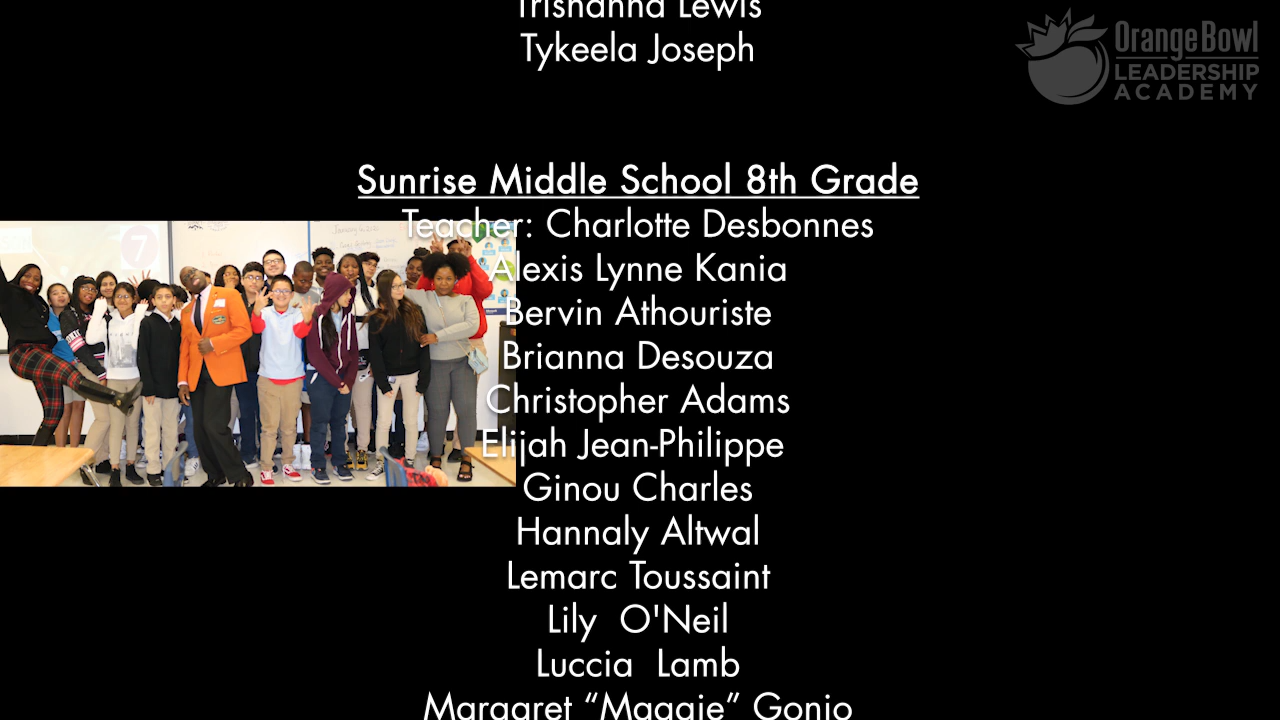 Trishanna Lewis
Tykeela Joseph
OrangeBowl
LEADERSHIP
ACADEMY
Sunrise Middle School 8th Grade
Teacher: Charlotte Desbonnes
Alexis Lynne Kania
Bervin Athouriste
Brianna Desouza
Christopher Adams
Elijah Jean-Philippe
Ginou Charles
Hannaly Altwal
Lemarc Toussaint
Lily  O'Neil
Luccia  Lamb
Margaret “Maggie” Gonio
7